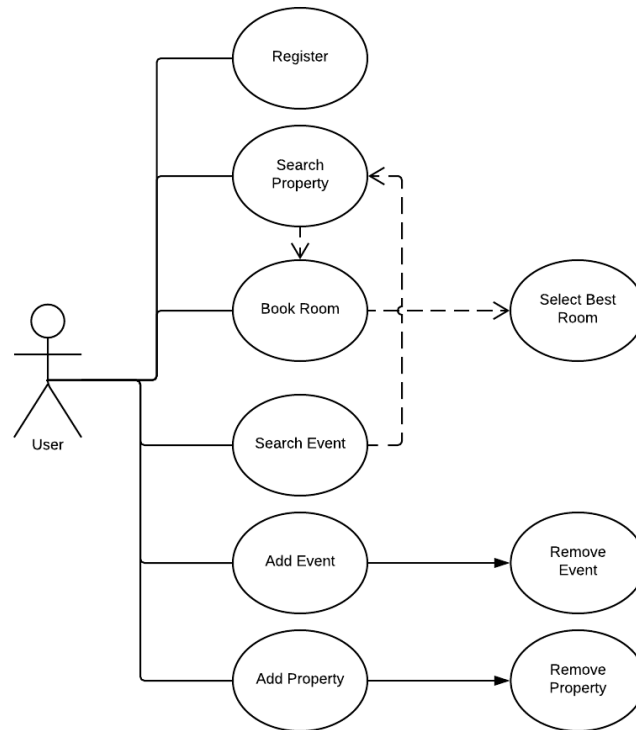 Register
Search
Property
Book Room
Select Best
Room
User
Search Event
Add Event
Remove
Event
Add Property
Remove
Property